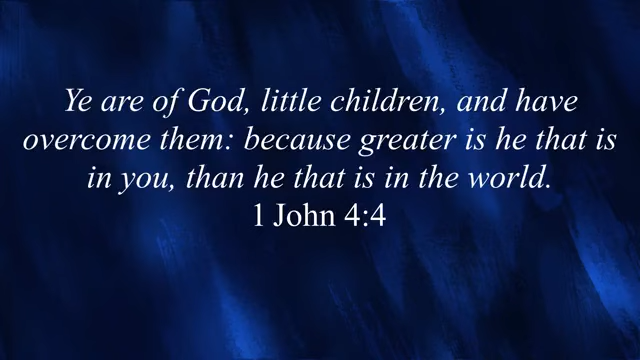 Ye are of God, little children, and have
overcome them: because greater is he that is
in you, than he that is in the world.
1 John 4:4